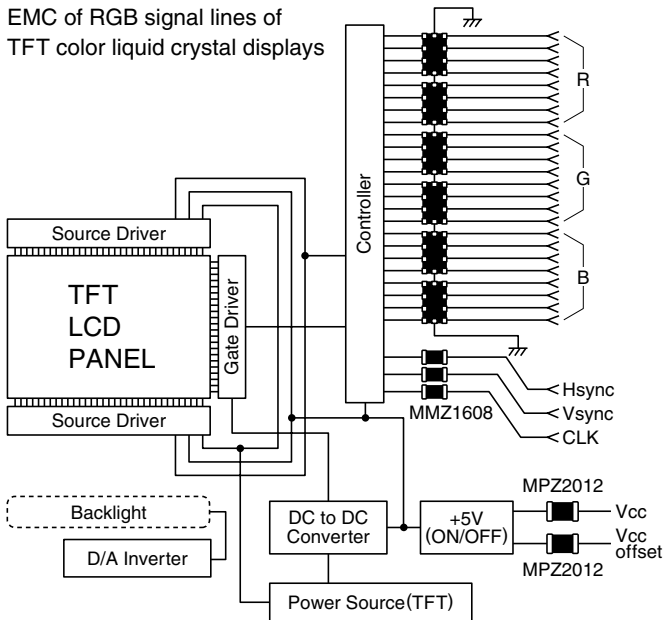 EMC of RGB signal lines of
TFT color liquid crystal displays
R
G
B
Controller
Source Driver
TFT
LCD
PANEL
Gate Driver
Source Driver
MMZ1608
Hsync
Vsync
CLK
Backlight
D/A Inverter
DC to DC
Converter
+5V
(ON/OFF)
MPZ2012
Vcc
Vcc
offset
MPZ2012
Power Source(TFT)